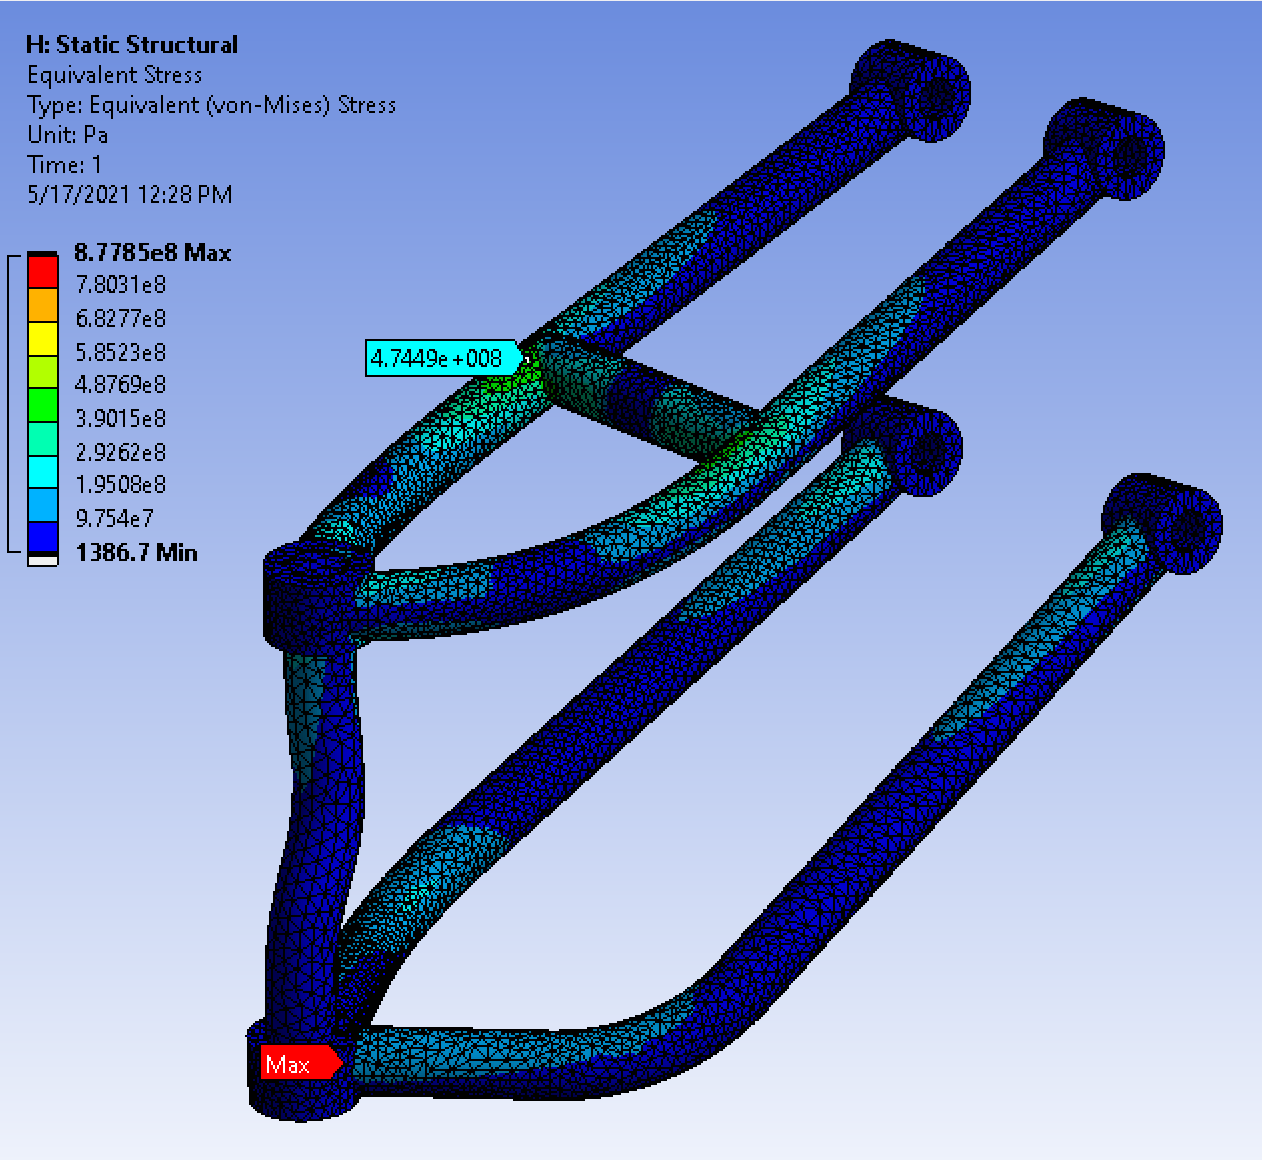 H: Static Structural
Equivalent Stress
Type: Equivalent (von-Mises) Stress
Unit: Pa
Time: 1
5/17/2021 12:28 PM
8.7785e8 Max
7.8031e8
6.8277e8
5.8523e8
4.8769e8
3.9015e8
2.9262e8
1.9508e8
9.754e7
1386.7 Min
4.7449e+008
Max